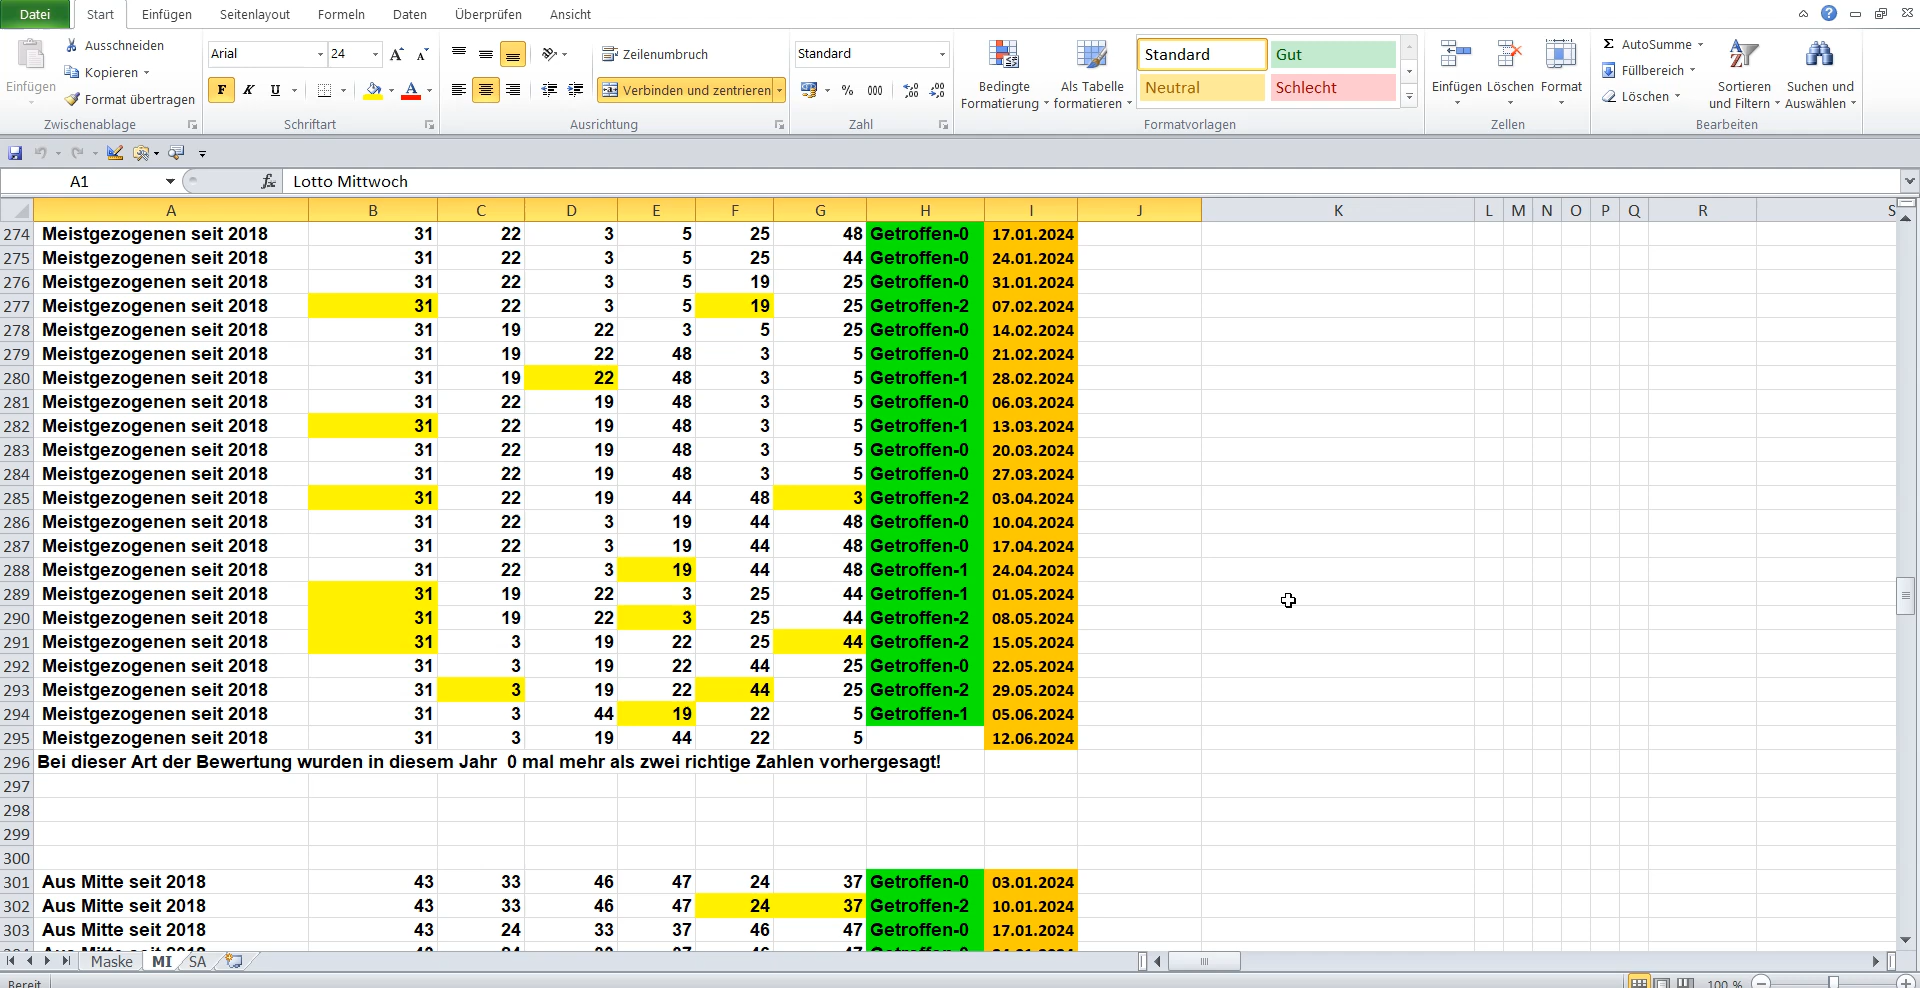 Datei Start Einfügen Seitenlayout Formeln Daten Überprüfen Ansicht
Einfügen
Ausschneiden
Kopieren
Format übertragen
Zwischenablage
Arial 24
F K U
Schriftart
Zeilenumbruch
Verbinden und zentrieren
Ausrichtung
Standard
% 000
Zahl
Bedingte Formatierung
Als Tabelle formatieren
Standard Gut
Neutral Schlecht
Formatvorlagen
Einfügen Löschen Format
Zellen
Σ AutoSumme
Füllbereich
Löschen
Sortieren und Filtern
Suchen und Auswählen
Bearbeiten
A1 fx Lotto Mittwoch
A B C D E F G H I J K L M N O P Q R S
274 Meistgezogenen seit 2018 31 22 3 5 25 48 Getroffen-0 17.01.2024
275 Meistgezogenen seit 2018 31 22 3 5 25 44 Getroffen-0 24.01.2024
276 Meistgezogenen seit 2018 31 22 3 5 19 25 Getroffen-0 31.01.2024
277 Meistgezogenen seit 2018 31 22 3 5 19 25 Getroffen-2 07.02.2024
278 Meistgezogenen seit 2018 31 19 22 3 5 25 Getroffen-0 14.02.2024
279 Meistgezogenen seit 2018 31 19 22 48 3 5 Getroffen-0 21.02.2024
280 Meistgezogenen seit 2018 31 19 22 48 3 5 Getroffen-1 28.02.2024
281 Meistgezogenen seit 2018 31 22 19 48 3 5 Getroffen-0 06.03.2024
282 Meistgezogenen seit 2018 31 22 19 48 3 5 Getroffen-1 13.03.2024
283 Meistgezogenen seit 2018 31 22 19 48 3 5 Getroffen-0 20.03.2024
284 Meistgezogenen seit 2018 31 22 19 48 3 5 Getroffen-0 27.03.2024
285 Meistgezogenen seit 2018 31 22 19 44 48 3 Getroffen-2 03.04.2024
286 Meistgezogenen seit 2018 31 22 3 19 44 48 Getroffen-0 10.04.2024
287 Meistgezogenen seit 2018 31 22 3 19 44 48 Getroffen-0 17.04.2024
288 Meistgezogenen seit 2018 31 22 3 19 44 48 Getroffen-1 24.04.2024
289 Meistgezogenen seit 2018 31 19 22 3 25 44 Getroffen-1 01.05.2024
290 Meistgezogenen seit 2018 31 19 22 3 25 44 Getroffen-2 08.05.2024
291 Meistgezogenen seit 2018 31 3 19 22 25 44 Getroffen-2 15.05.2024
292 Meistgezogenen seit 2018 31 3 19 22 44 25 Getroffen-0 22.05.2024
293 Meistgezogenen seit 2018 31 3 19 22 44 25 Getroffen-2 29.05.2024
294 Meistgezogenen seit 2018 31 3 44 19 22 5 Getroffen-1 05.06.2024
295 Meistgezogenen seit 2018 31 3 19 44 22 5 12.06.2024
296 Bei dieser Art der Bewertung wurden in diesem Jahr 0 mal mehr als zwei richtige Zahlen vorhergesagt!
297
298
299
300
301 Aus Mitte seit 2018 43 33 46 47 24 37 Getroffen-0 03.01.2024
302 Aus Mitte seit 2018 43 33 46 47 24 37 Getroffen-2 10.01.2024
303 Aus Mitte seit 2018 43 24 33 37 46 47 Getroffen-0 17.01.2024
Maske MI SA
Bereit 100 %